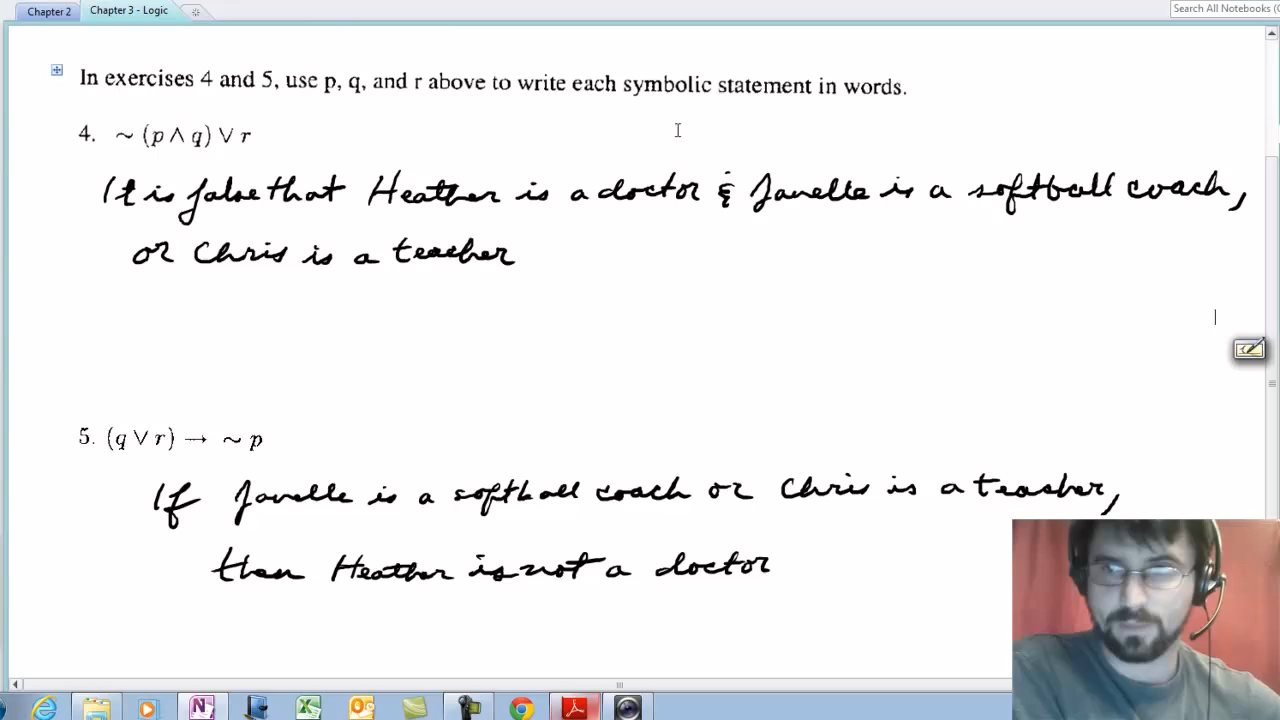 Search All Notebooks (
Chapter 2 Chapter 3 - Logic
In exercises 4 and 5, use p, q, and r above to write each symbolic statement in words.
4. ~ (p ∧ q) ∨ r
It is false that Heather is a doctor & Janelle is a softball coach,
or Chris is a teacher
5. (q ∨ r) → ~ p
If Janelle is a softball coach or Chris is a teacher,
then Heather is not a doctor